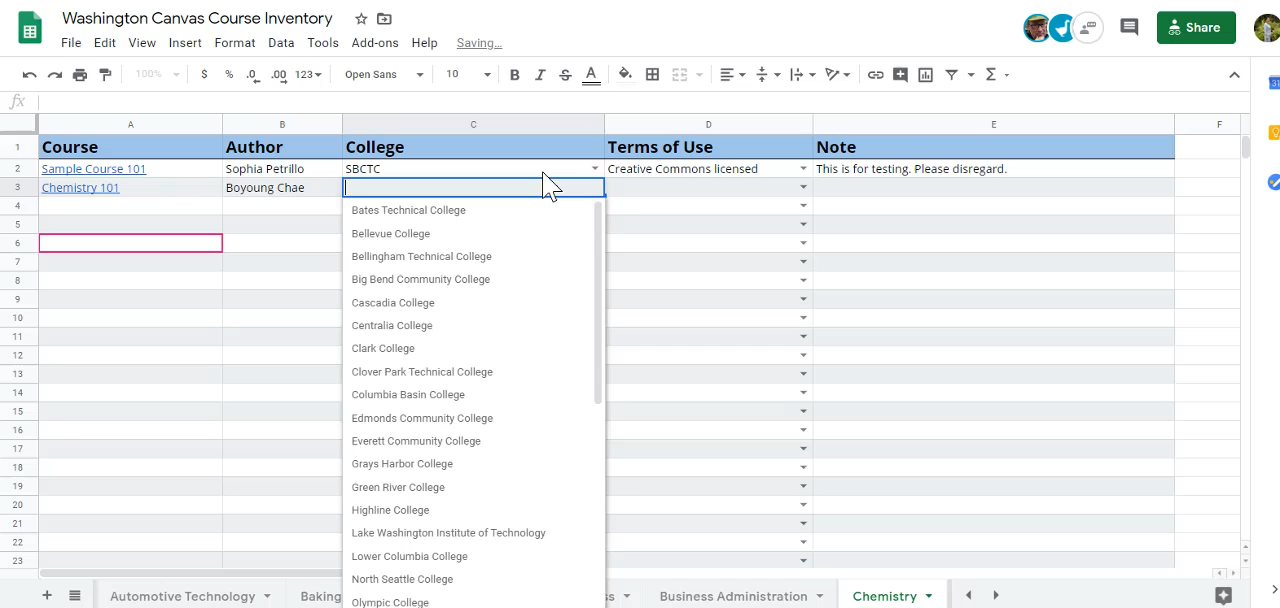 Washington Canvas Course Inventory
File Edit View Insert Format Data Tools Add-ons Help Saving...
Share
100% $ % .0 .00 123 Open Sans 10 B I S A
fx
A B C D E F
1 Course Author College Terms of Use Note
2 Sample Course 101 Sophia Petrillo SBCTC Creative Commons licensed This is for testing. Please disregard.
3 Chemistry 101 Boyoung Chae
4
Bates Technical College
5
Bellevue College
6
Bellingham Technical College
7
Big Bend Community College
8
9
Cascadia College
10
Centralia College
11
Clark College
12
Clover Park Technical College
13
Columbia Basin College
14
Edmonds Community College
15
Everett Community College
16
17
Grays Harbor College
18
Green River College
19
Highline College
20
21
Lake Washington Institute of Technology
22
Lower Columbia College
23
North Seattle College
Olympic College
Automotive Technology Baking s Business Administration Chemistry
31